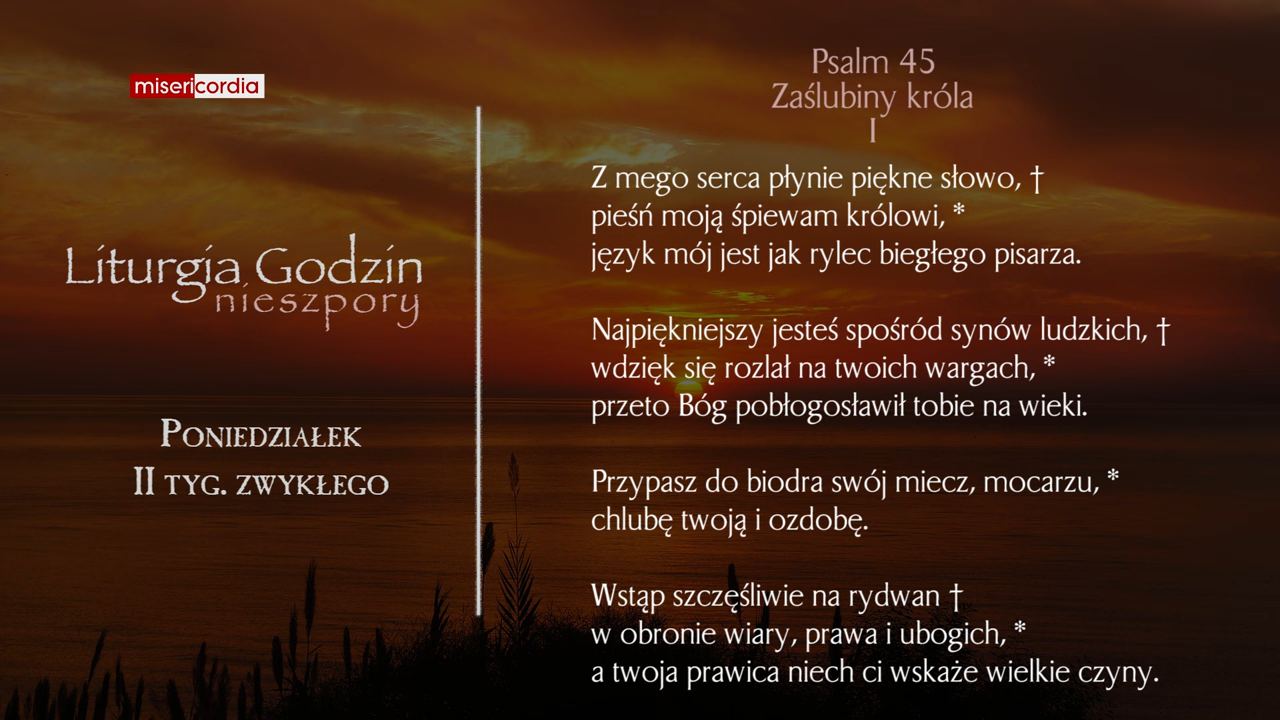 misericordia
Liturgia Godzin
nieszpory
Poniedziałek
II tyg. zwykłego
Psalm 45
Zaślubiny króla
I
Z mego serca płynie piękne słowo, †
pieśń moją śpiewam królowi, *
język mój jest jak rylec biegłego pisarza.
Najpiękniejszy jesteś spośród synów ludzkich, †
wdzięk się rozlał na twoich wargach, *
przeto Bóg pobłogosławił tobie na wieki.
Przypasz do biodra swój miecz, mocarzu, *
chlubę twoją i ozdobę.
Wstąp szczęśliwie na rydwan †
w obronie wiary, prawa i ubogich, *
a twoja prawica niech ci wskaże wielkie czyny.